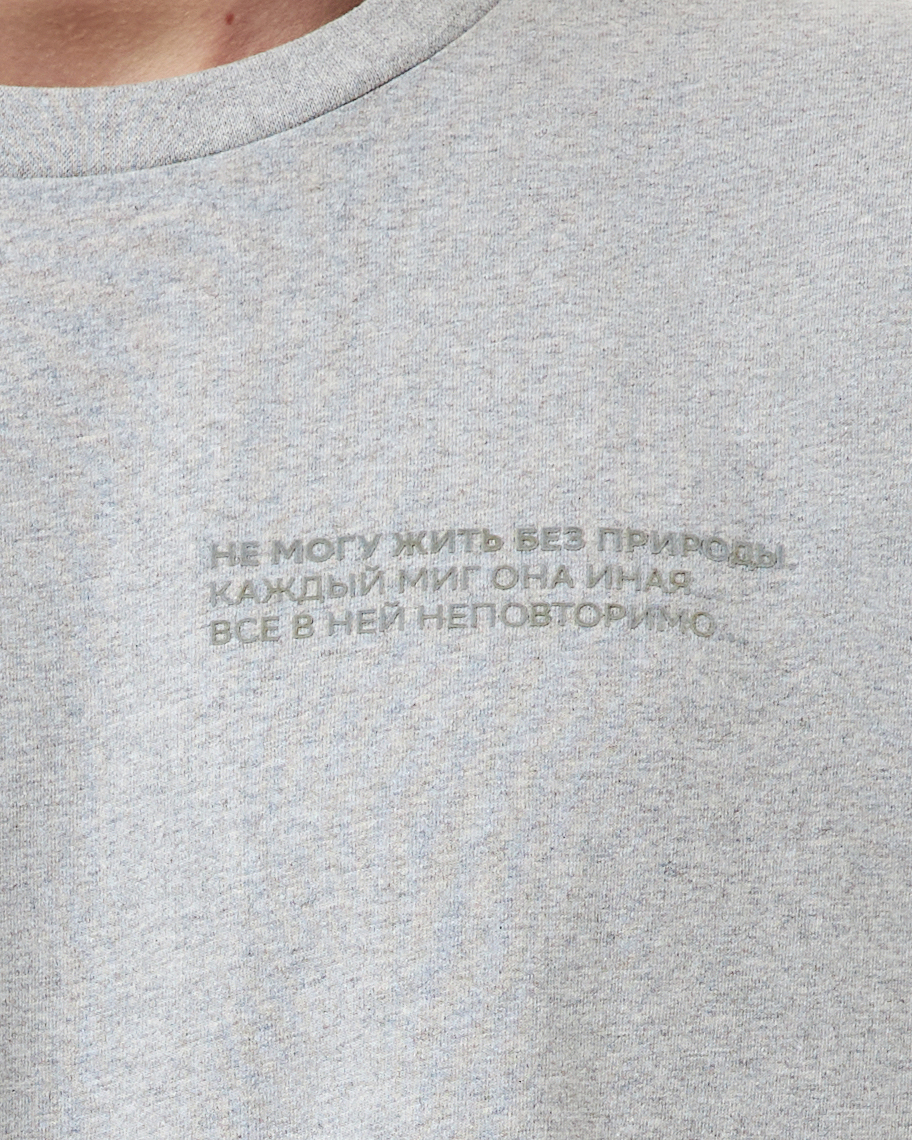 НЕ МОГУ ЖИТЬ БЕЗ ПРИРОДЫ.
КАЖДЫЙ МИГ ОНА ИНАЯ
ВСЕ В НЕЙ НЕПОВТОРИМО...